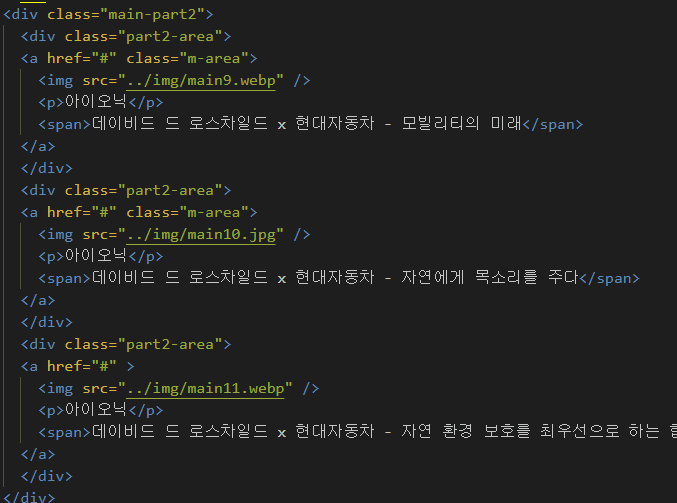 <div class="main-part2">
<div class="part2-area">
<a href="#" class="m-area">
<img src="../img/main9.webp" />
<p>아이오닉</p>
<span>데이비드 드 로스차일드 x 현대자동차 - 모빌리티의 미래</span>
</a>
</div>
<div class="part2-area">
<a href="#" class="m-area">
<img src="../img/main10.jpg" />
<p>아이오닉</p>
<span>데이비드 드 로스차일드 x 현대자동차 - 자연에게 목소리를 주다</span>
</a>
</div>
<div class="part2-area">
<a href="#" >
<img src="../img/main11.webp" />
<p>아이오닉</p>
<span>데이비드 드 로스차일드 x 현대자동차 - 자연 환경 보호를 최우선으로 하는
</a>
</div>
</div>